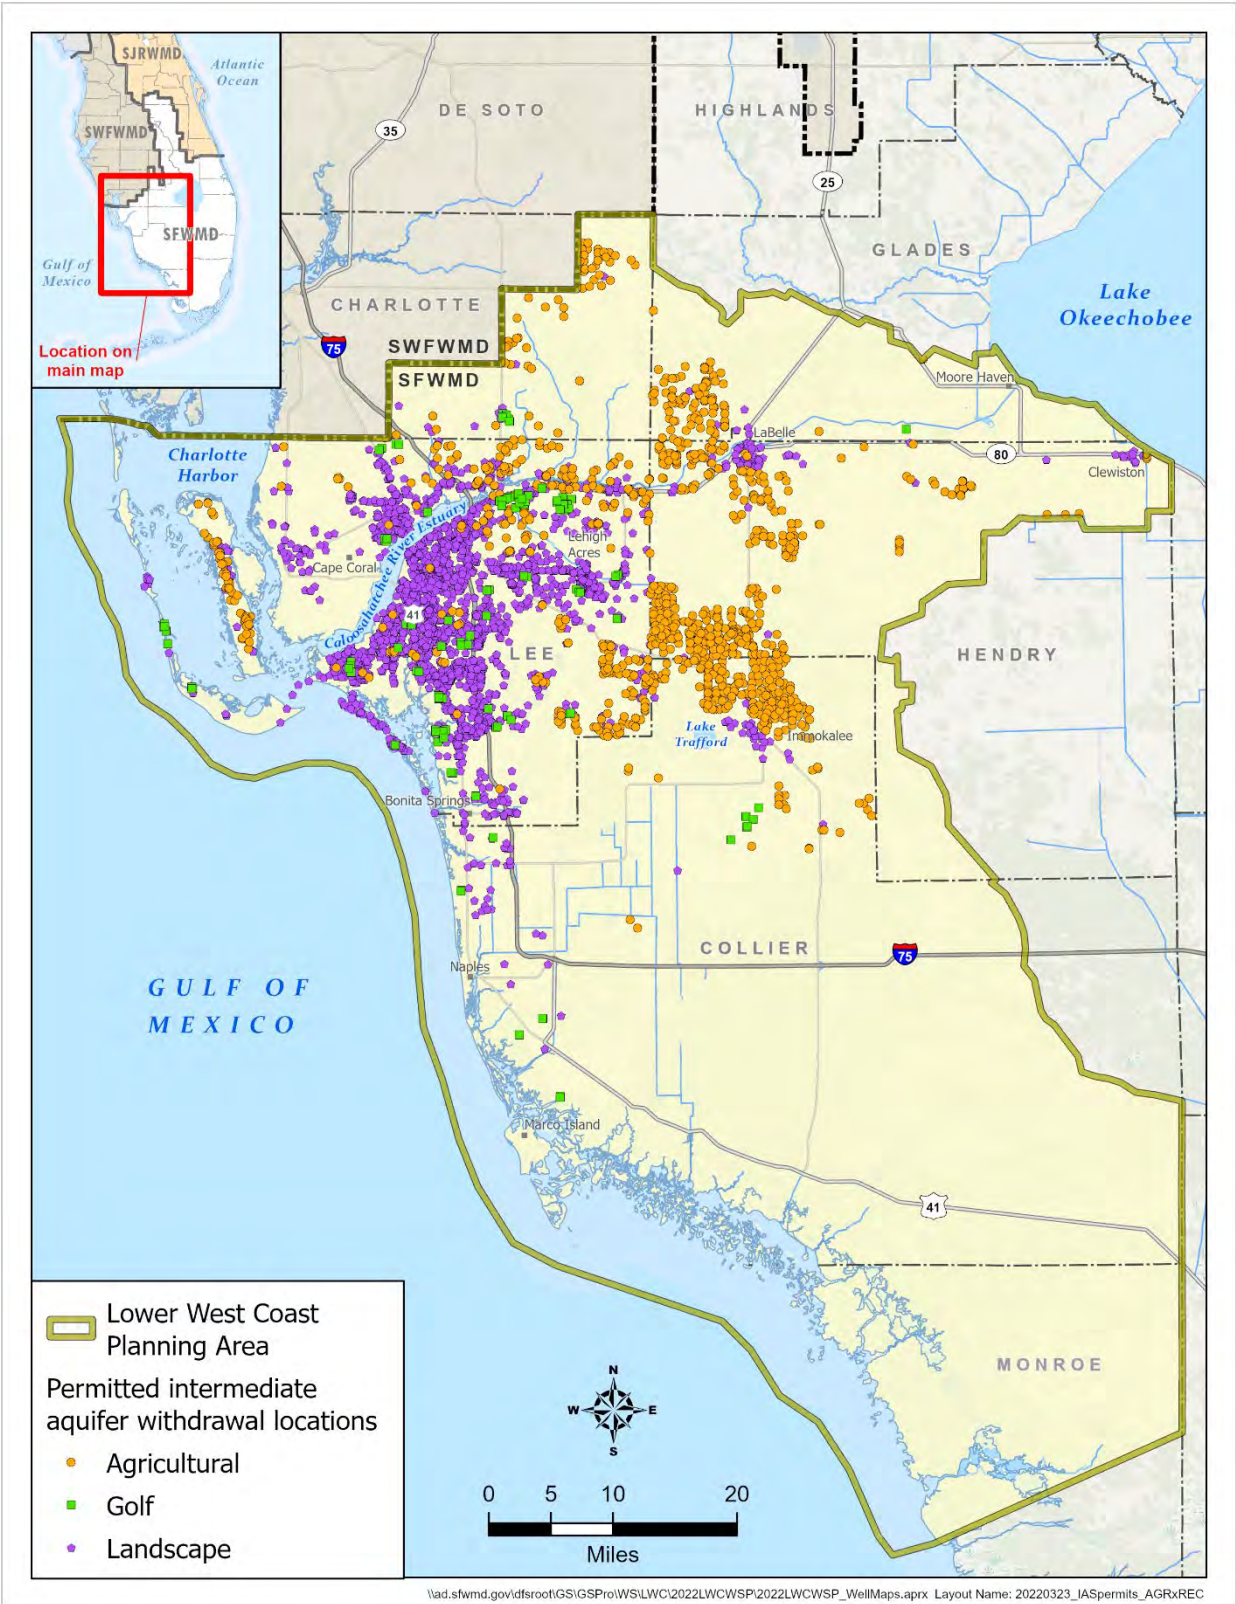 SJRWMD
Atlantic
Ocean
SWFWMD
SFWMD
Gulf of
Mexico
Location on
main map
DE SOTO
HIGHLANDS
35
25
GLADES
Lake
Okeechobee
CHARLOTTE
75
SWFWMD
SFWMD
Moore Haven
LaBelle
80
Clewiston
Charlotte
Harbor
Caloosahatchee River Estuary
Lehigh
Acres
Cape Coral
41
LEE
HENDRY
Lake
Trafford
Immokalee
Bonita Springs
COLLIER
75
Naples
GULF OF
MEXICO
Marco Island
41
MONROE
Lower West Coast
Planning Area
Permitted intermediate
aquifer withdrawal locations
Agricultural
Golf
Landscape
N
W E
S
0 5 10 20
Miles
\\ad.sfwmd.gov\dfsroot\GS\GSPro\WS\LWC\2022LWCWSP\2022LWCWSP_WellMaps.aprx Layout Name: 20220323_IASpermits_AGRxREC